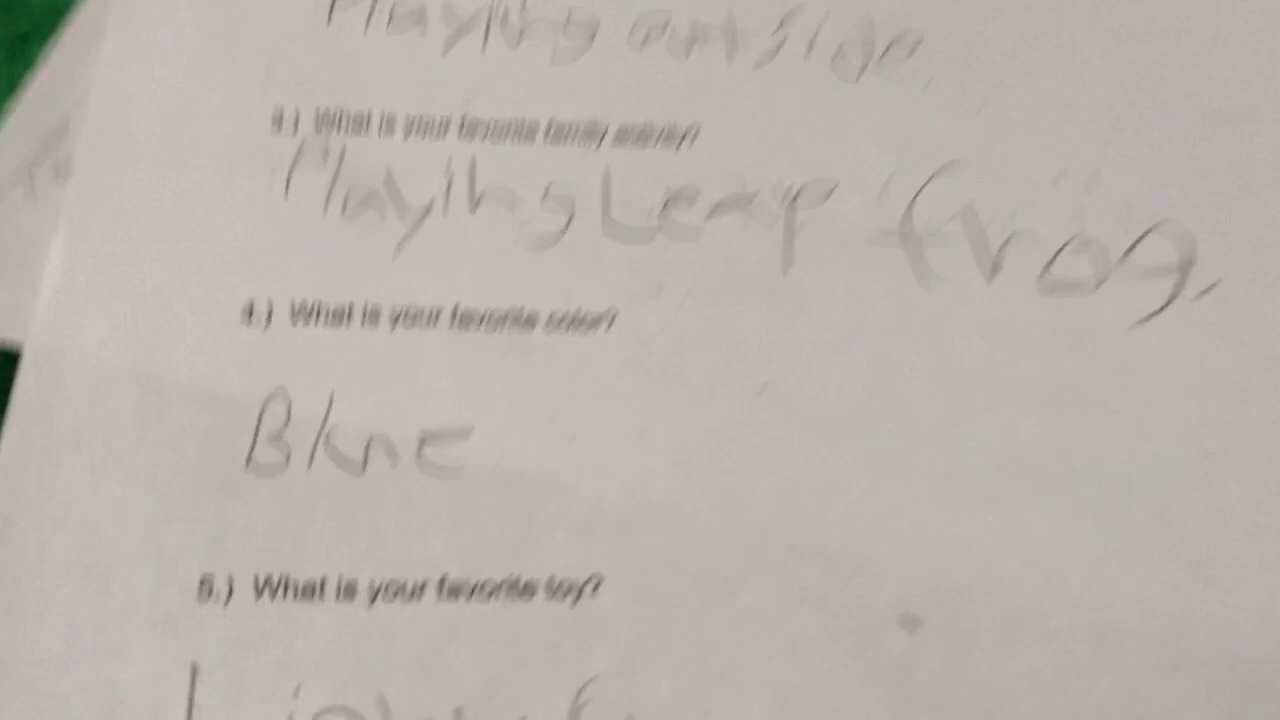 Playing outside
3.) What is your favorite family activity?
Playing Leap frog.
4.) What is your favorite color?
Blue
5.) What is your favorite toy?